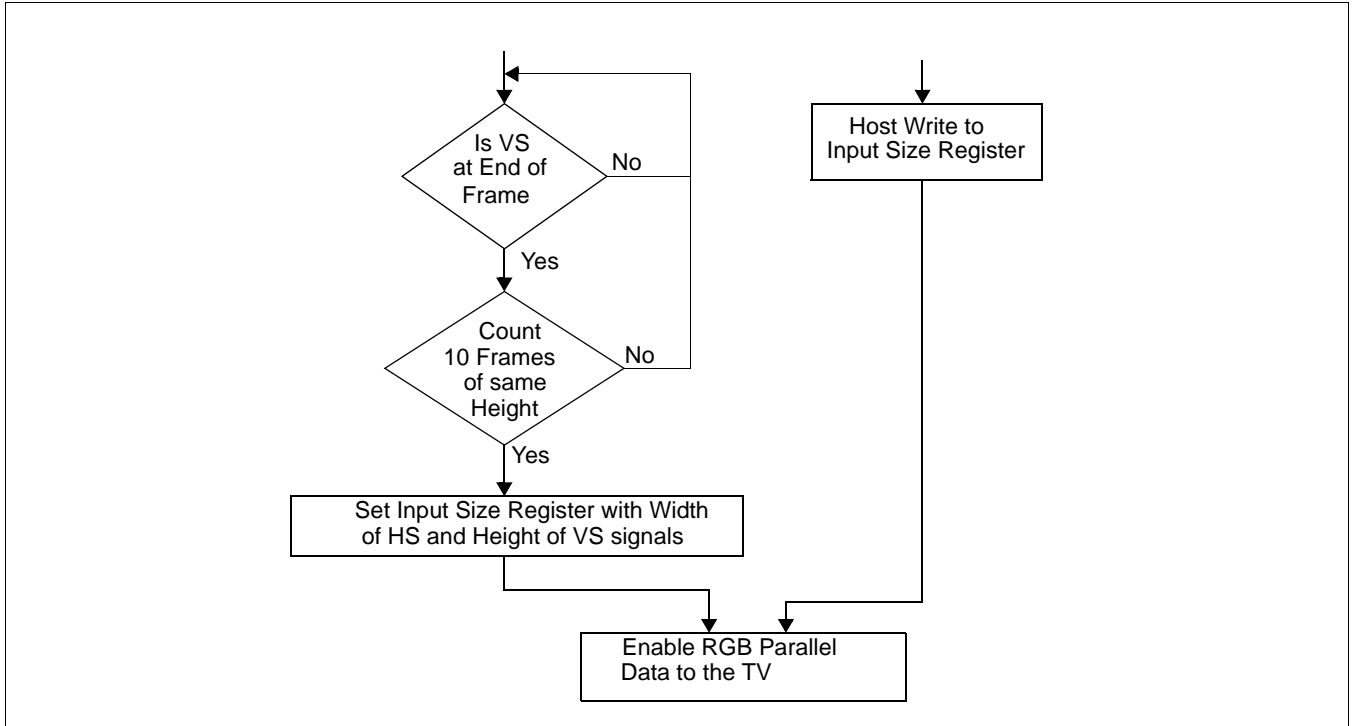 Is VS
at End of
Frame
No
Yes
Count
10 Frames
of same
Height
No
Yes
Set Input Size Register with Width
of HS and Height of VS signals
Host Write to
Input Size Register
Enable RGB Parallel
Data to the TV